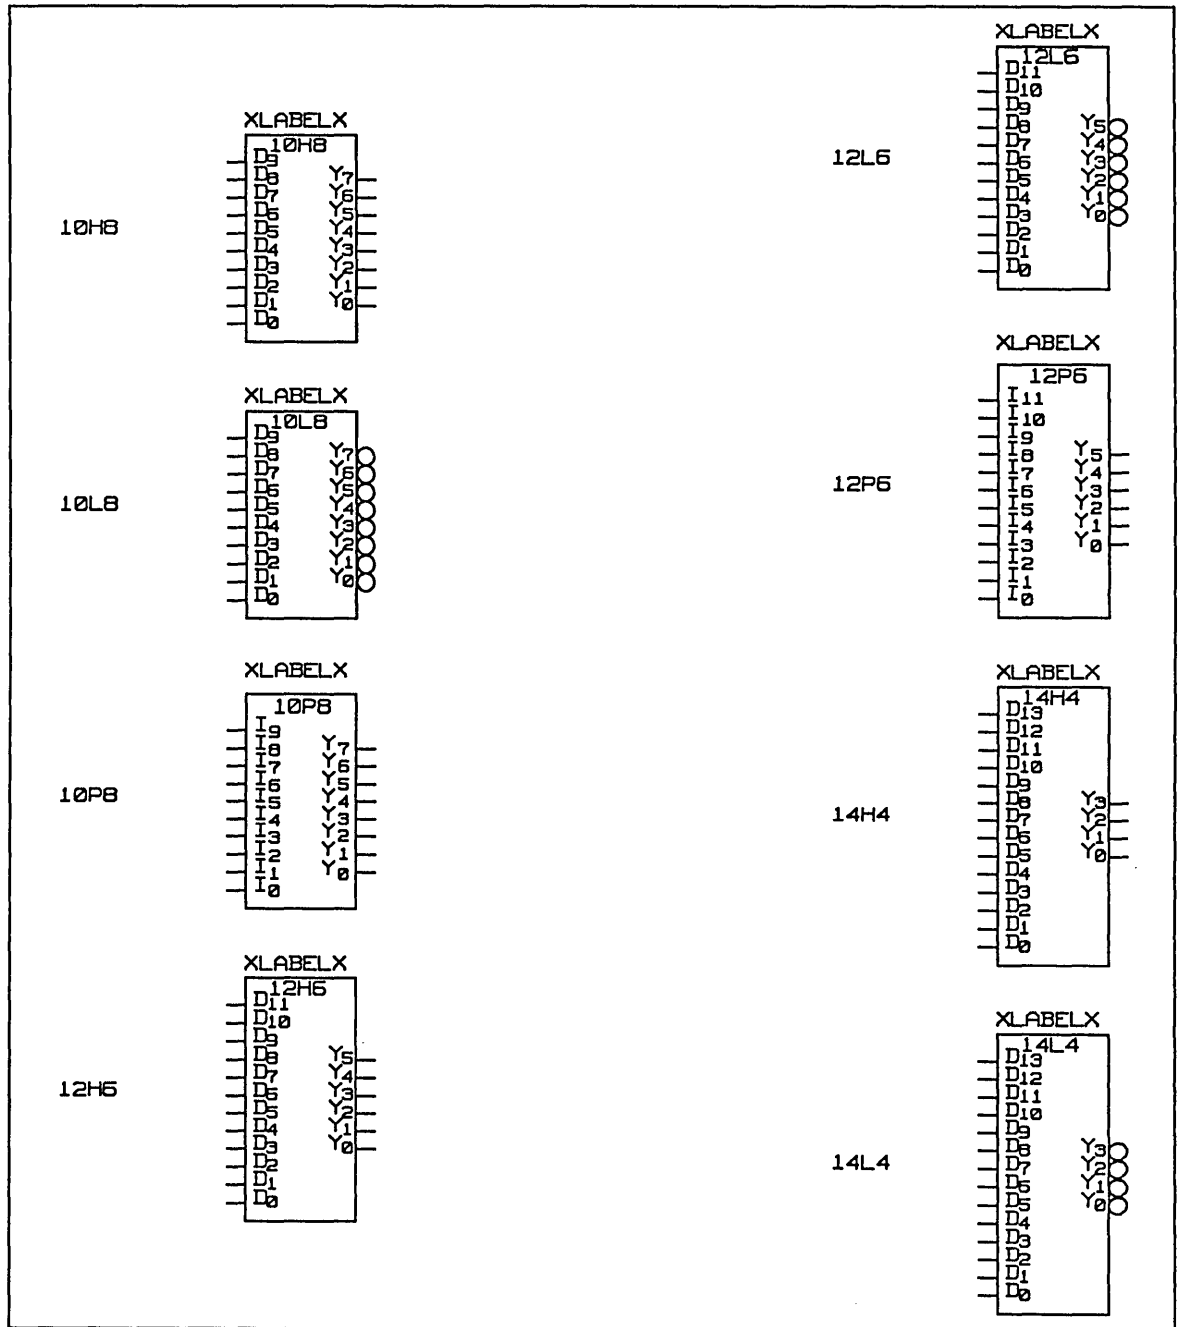 10H8
XLABELX
10H8
D9
D8 Y7
D7 Y6
D6 Y5
D5 Y4
D4 Y3
D3 Y2
D2 Y1
D1 Y0
D0
10L8
XLABELX
10L8
D9
D8 Y7
D7 Y6
D6 Y5
D5 Y4
D4 Y3
D3 Y2
D2 Y1
D1 Y0
D0
10P8
XLABELX
10P8
I9
I8 Y7
I7 Y6
I6 Y5
I5 Y4
I4 Y3
I3 Y2
I2 Y1
I1 Y0
I0
12H6
XLABELX
12H6
D11
D10
D9
D8 Y5
D7 Y4
D6 Y3
D5 Y2
D4 Y1
D3 Y0
D2
D1
D0
12L6
XLABELX
12L6
D11
D10
D9
D8 Y5
D7 Y4
D6 Y3
D5 Y2
D4 Y1
D3 Y0
D2
D1
D0
12P6
XLABELX
12P6
I11
I10
I9
I8 Y5
I7 Y4
I6 Y3
I5 Y2
I4 Y1
I3 Y0
I2
I1
I0
14H4
XLABELX
14H4
D13
D12
D11
D10
D9
D8 Y3
D7 Y2
D6 Y1
D5 Y0
D4
D3
D2
D1
D0
14L4
XLABELX
14L4
D13
D12
D11
D10
D9
D8 Y3
D7 Y2
D6 Y1
D5 Y0
D4
D3
D2
D1
D0